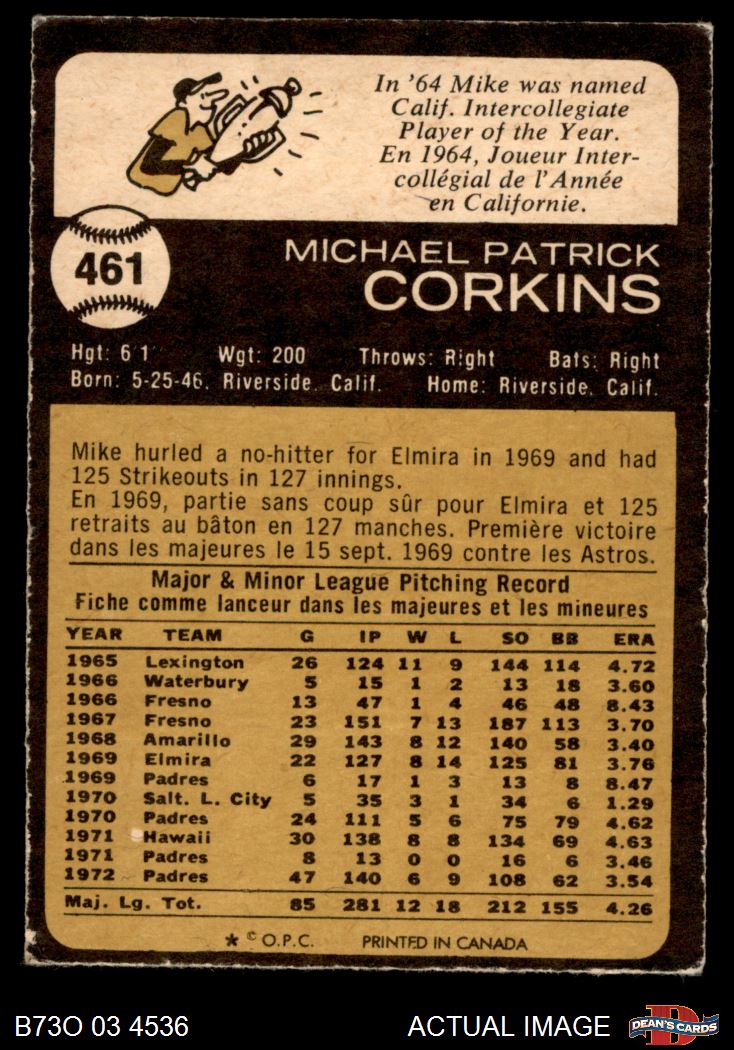 In '64 Mike was named
Calif. Intercollegiate
Player of the Year.
En 1964, Joueur Inter-
collégial de l'Année
en Californie.
461
MICHAEL PATRICK
CORKINS
Hgt: 6 1 Wgt: 200 Throws: Right Bats: Right
Born: 5-25-46, Riverside, Calif. Home: Riverside, Calif.
Mike hurled a no-hitter for Elmira in 1969 and had
125 Strikeouts in 127 innings.
En 1969, partie sans coup sûr pour Elmira et 125
retraits au bâton en 127 manches. Première victoire
dans les majeures le 15 sept. 1969 contre les Astros.
Major & Minor League Pitching Record
Fiche comme lanceur dans les majeures et les mineures
YEAR TEAM G IP W L SO BB ERA
1965 Lexington 26 124 11 9 144 114 4.72
1966 Waterbury 5 15 1 2 13 18 3.60
1966 Fresno 13 47 1 4 46 48 8.43
1967 Fresno 23 151 7 13 187 113 3.70
1968 Amarillo 29 143 8 12 140 58 3.40
1969 Elmira 22 127 8 14 125 81 3.76
1969 Padres 6 17 1 3 13 8 8.47
1970 Salt. L. City 5 35 3 1 34 6 1.29
1970 Padres 24 111 5 6 75 79 4.62
1971 Hawaii 30 138 8 8 134 69 4.63
1971 Padres 8 13 0 0 16 6 3.46
1972 Padres 47 140 6 9 108 62 3.54
Maj. Lg. Tot. 85 281 12 18 212 155 4.26
* © O.P.C. PRINTED IN CANADA
B73O 03 4536 ACTUAL IMAGE DEAN'S CARDS